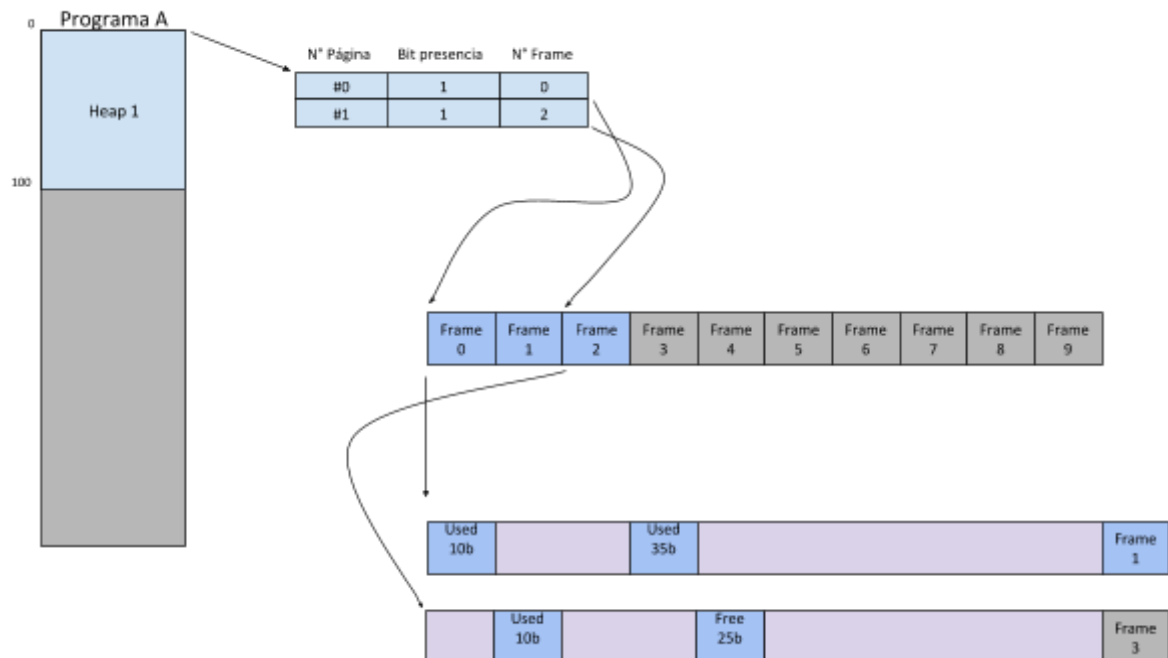 Programa A
0
Heap 1
100
N° Página Bit presencia N° Frame
#0 1 0
#1 1 2
Frame 0
Frame 1
Frame 2
Frame 3
Frame 4
Frame 5
Frame 6
Frame 7
Frame 8
Frame 9
Used
10b
Used
35b
Frame
1
Used
10b
Free
25b
Frame
3